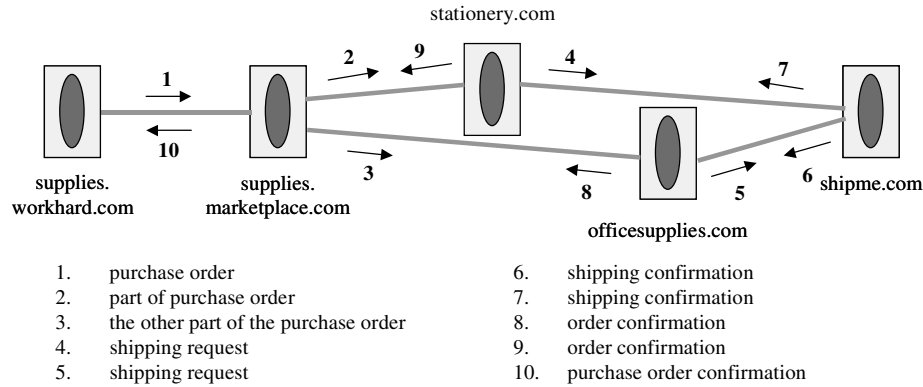 stationery.com
2
9
4
7
1
10
3
8
5
6
supplies.
workhard.com
supplies.
marketplace.com
shipme.com
officesupplies.com
1. purchase order
2. part of purchase order
3. the other part of the purchase order
4. shipping request
5. shipping request
6. shipping confirmation
7. shipping confirmation
8. order confirmation
9. order confirmation
10. purchase order confirmation